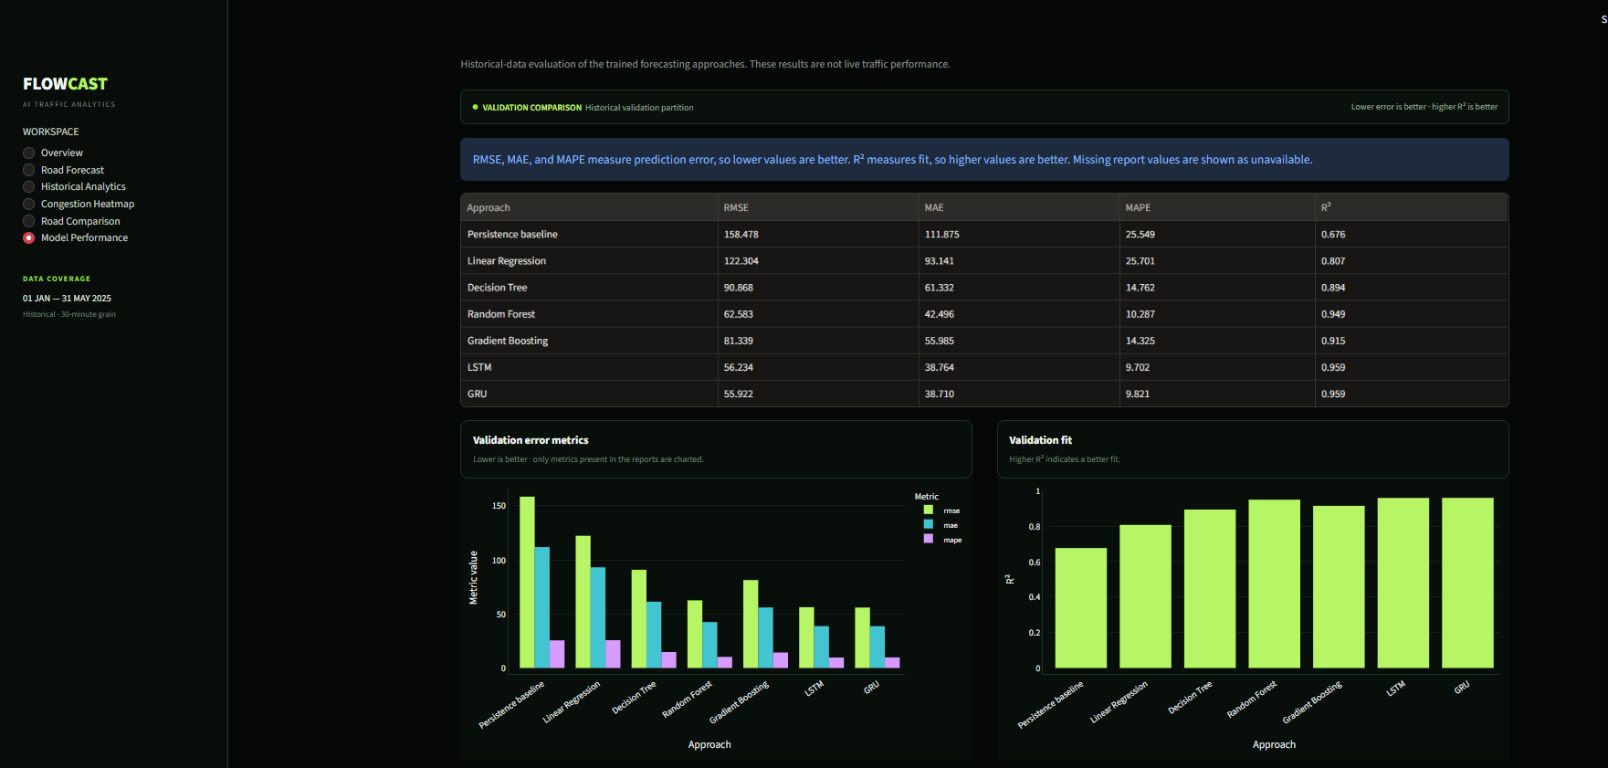 FLOWCAST
AI TRAFFIC ANALYTICS
WORKSPACE
Overview
Road Forecast
Historical Analytics
Congestion Heatmap
Road Comparison
Model Performance
DATA COVERAGE
01 JAN — 31 MAY 2025
Historical · 30-minute grain
S
Historical-data evaluation of the trained forecasting approaches. These results are not live traffic performance.
VALIDATION COMPARISON Historical validation partition Lower error is better · higher R² is better
RMSE, MAE, and MAPE measure prediction error, so lower values are better. R² measures fit, so higher values are better. Missing report values are shown as unavailable.
Approach RMSE MAE MAPE R²
Persistence baseline 158.478 111.875 25.549 0.676
Linear Regression 122.304 93.141 25.701 0.807
Decision Tree 90.868 61.332 14.762 0.894
Random Forest 62.583 42.496 10.287 0.949
Gradient Boosting 81.339 55.985 14.325 0.915
LSTM 56.234 38.764 9.702 0.959
GRU 55.922 38.710 9.821 0.959
Validation error metrics
Lower is better · only metrics present in the reports are charted.
Metric value
150
100
50
0
Persistence baseline
Linear Regression
Decision Tree
Random Forest
Gradient Boosting
LSTM
GRU
Approach
Metric
rmse
mae
mape
Validation fit
Higher R² indicates a better fit.
R²
1
0.8
0.6
0.4
0.2
0
Persistence baseline
Linear Regression
Decision Tree
Random Forest
Gradient Boosting
LSTM
GRU
Approach